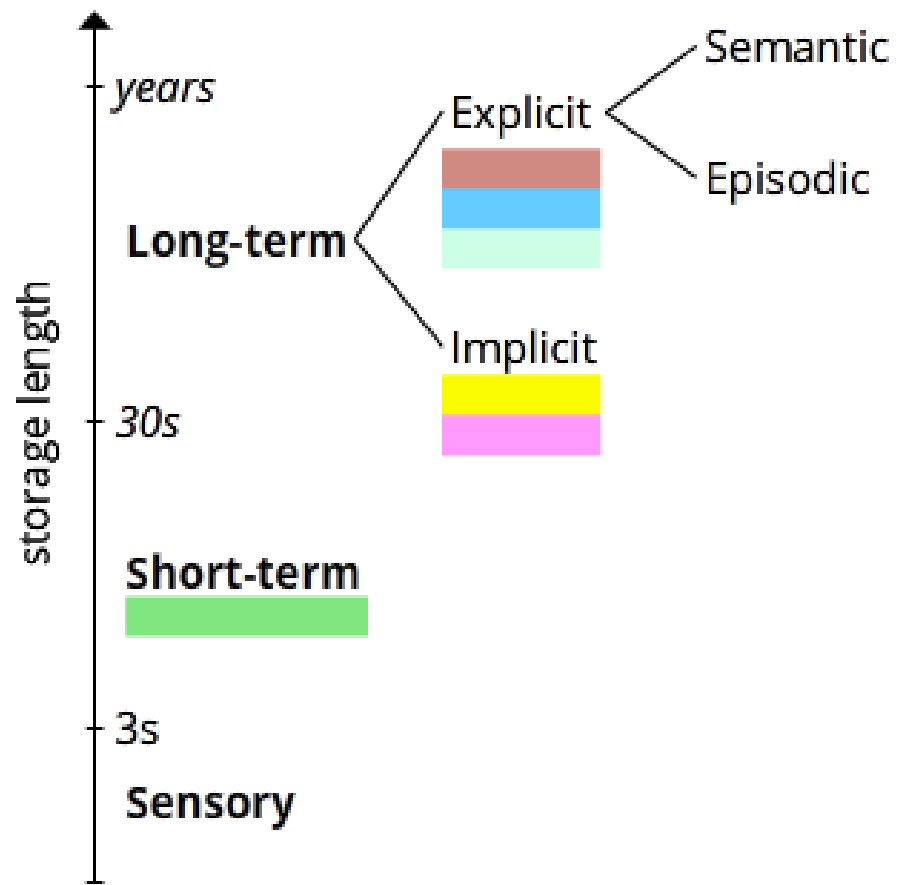 Semantic
years
Explicit
Episodic
Long-term
storage length
Implicit
30s
Short-term
3s
Sensory